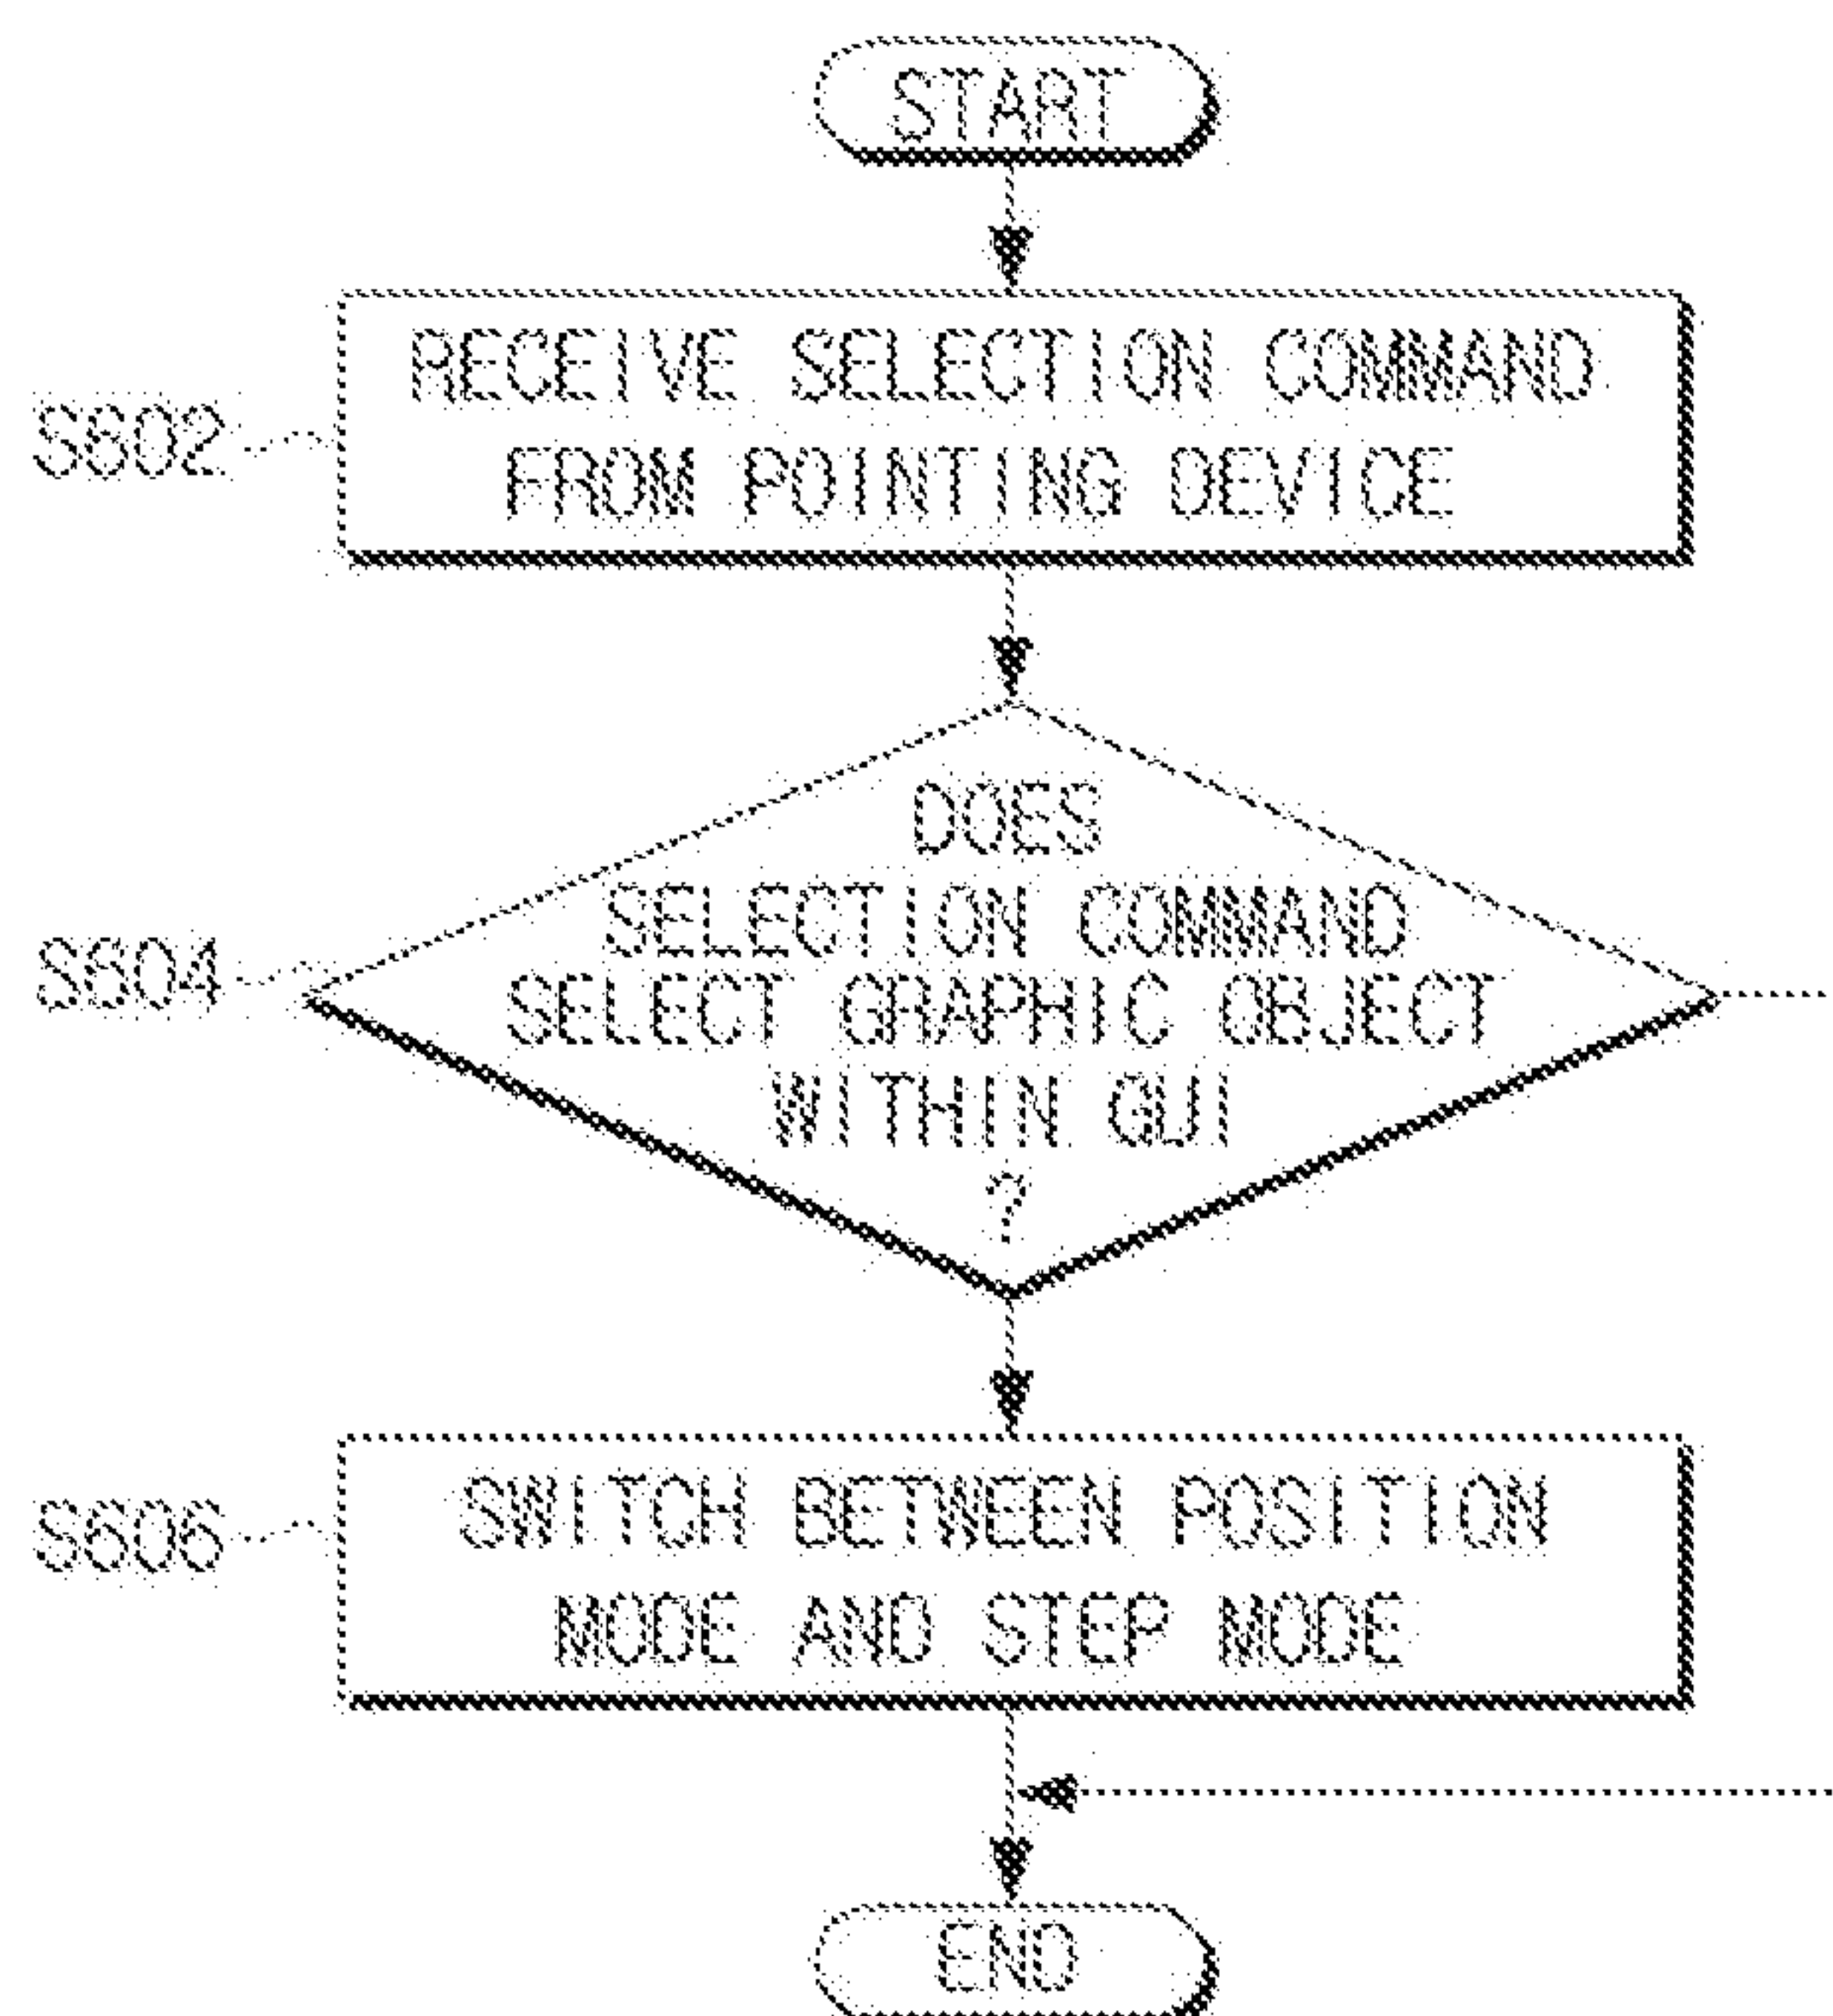 START
RECEIVE SELECTION COMMAND
FROM POINTING DEVICE
S602
DOES
SELECTION COMMAND
SELECT GRAPHIC OBJECT
WITHIN GUI
?
S604
SWITCH BETWEEN POSITION
MODE AND STEP MODE
S606
END